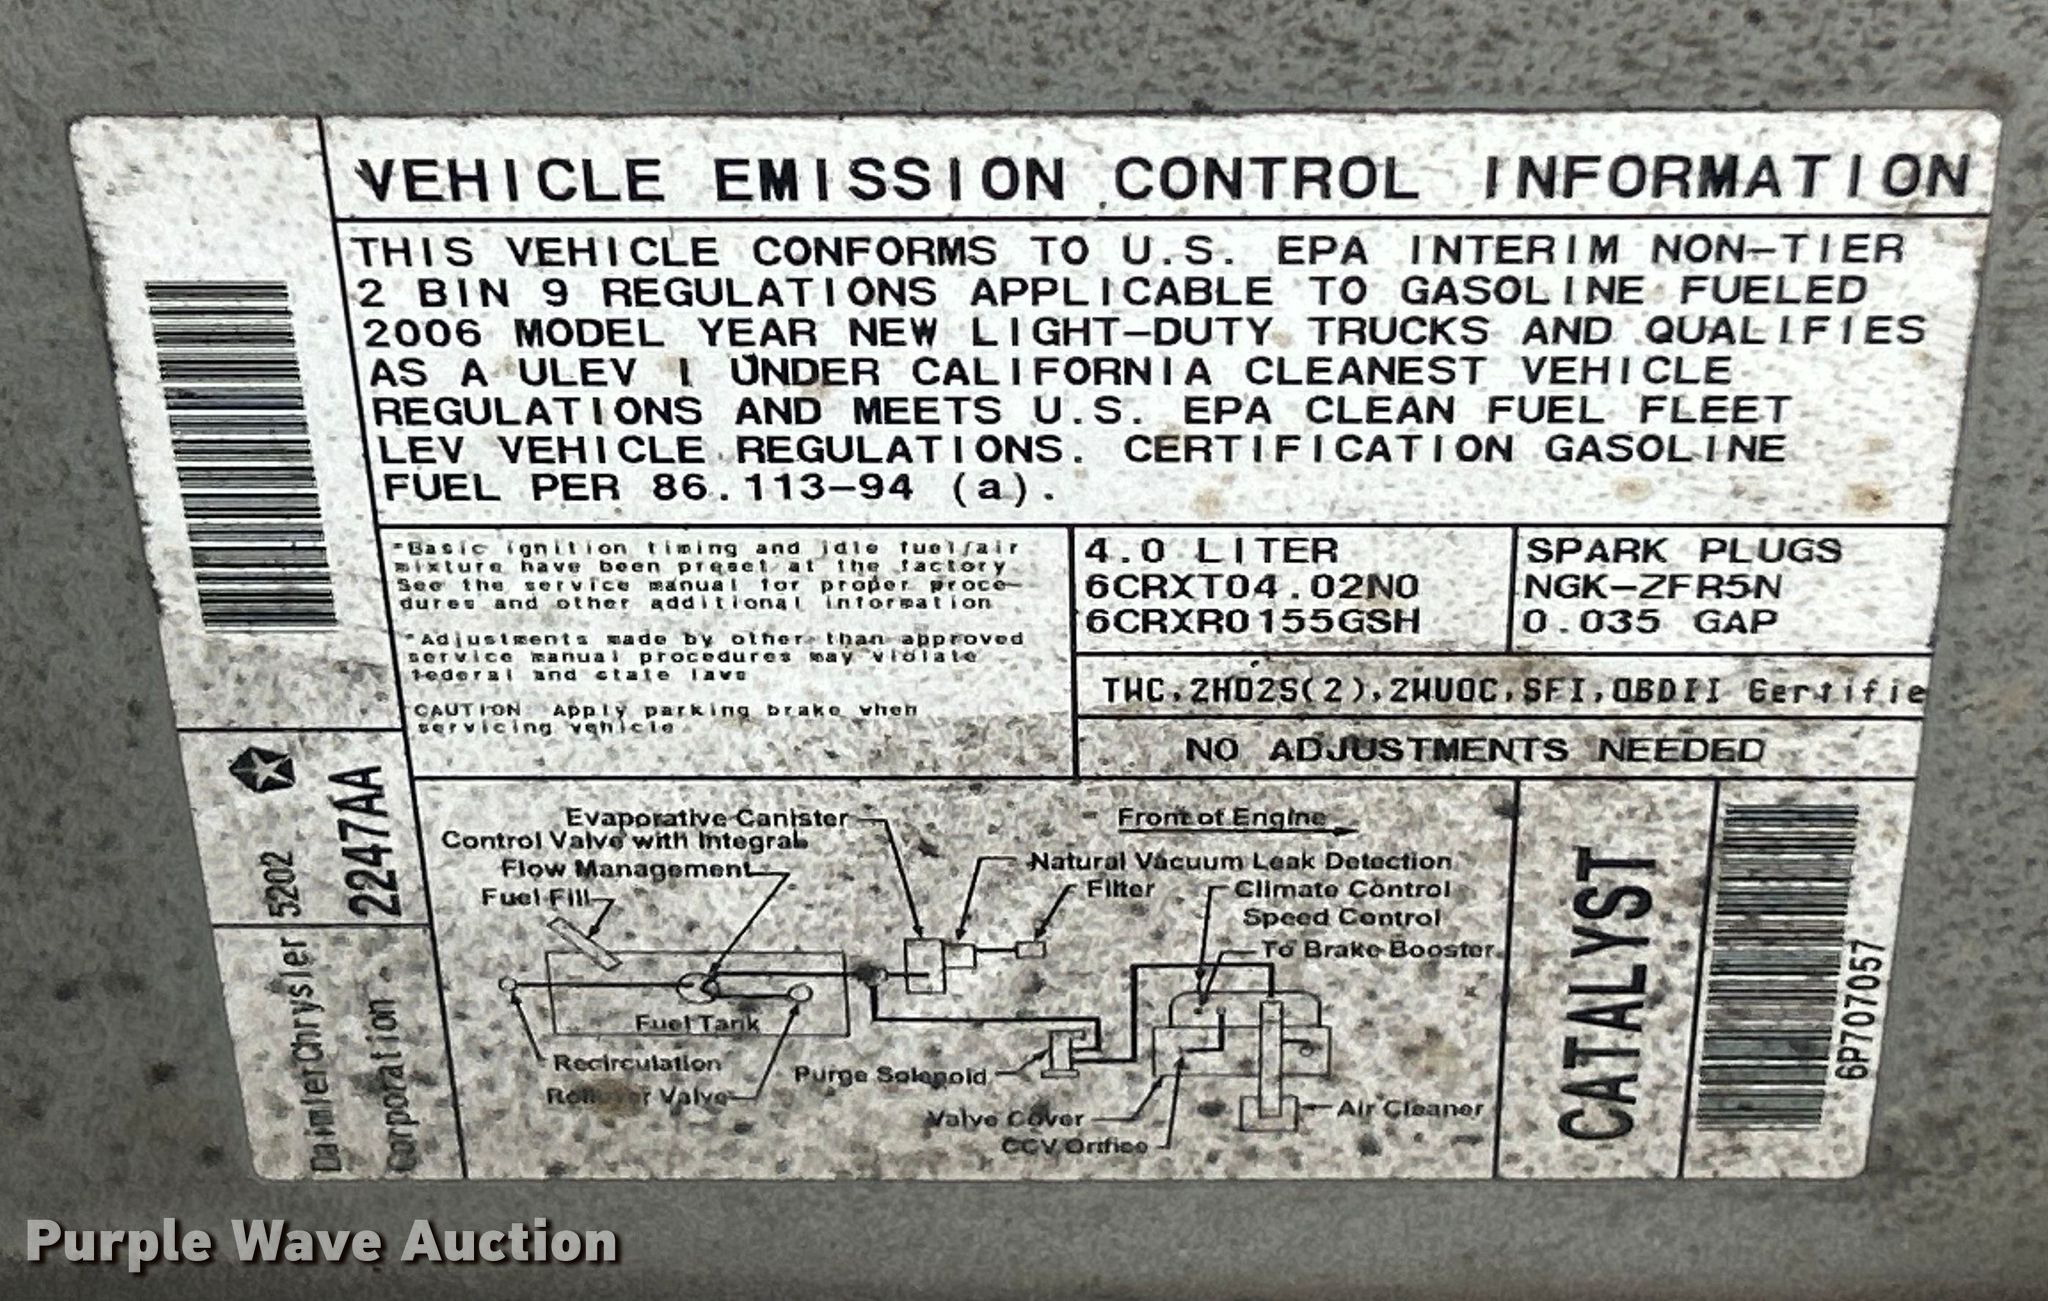 VEHICLE EMISSION CONTROL INFORMATION
THIS VEHICLE CONFORMS TO U.S. EPA INTERIM NON-TIER
2 BIN 9 REGULATIONS APPLICABLE TO GASOLINE FUELED
2006 MODEL YEAR NEW LIGHT-DUTY TRUCKS AND QUALIFIES
AS A ULEV I UNDER CALIFORNIA CLEANEST VEHICLE
REGULATIONS AND MEETS U.S. EPA CLEAN FUEL FLEET
LEV VEHICLE REGULATIONS. CERTIFICATION GASOLINE
FUEL PER 86.113-94 (a).
*Basic ignition timing and idle fuel/air
mixture have been preset at the factory
See the service manual for proper proce-
dures and other additional information
*Adjustments made by other than approved
service manual procedures may violate
federal and state laws
*CAUTION: Apply parking brake when
servicing vehicle
4.0 LITER
6CRXT04.02N0
6CRXR0155GSH
SPARK PLUGS
NGK-ZFR5N
0.035 GAP
TWC,2HO2S(2),2WUOC,SFI,OBDII Certifie
NO ADJUSTMENTS NEEDED
5202
2247AA
DaimlerChrysler
Corporation
Evaporative Canister
Control Valve with Integral
Flow Management
Fuel Fill
Fuel Tank
Recirculation
Rollover Valve
Front of Engine
Natural Vacuum Leak Detection
Filter
Climate Control
Speed Control
To Brake Booster
Purge Solenoid
Valve Cover
CCV Orifice
Air Cleaner
CATALYST
6P707057
Purple Wave Auction